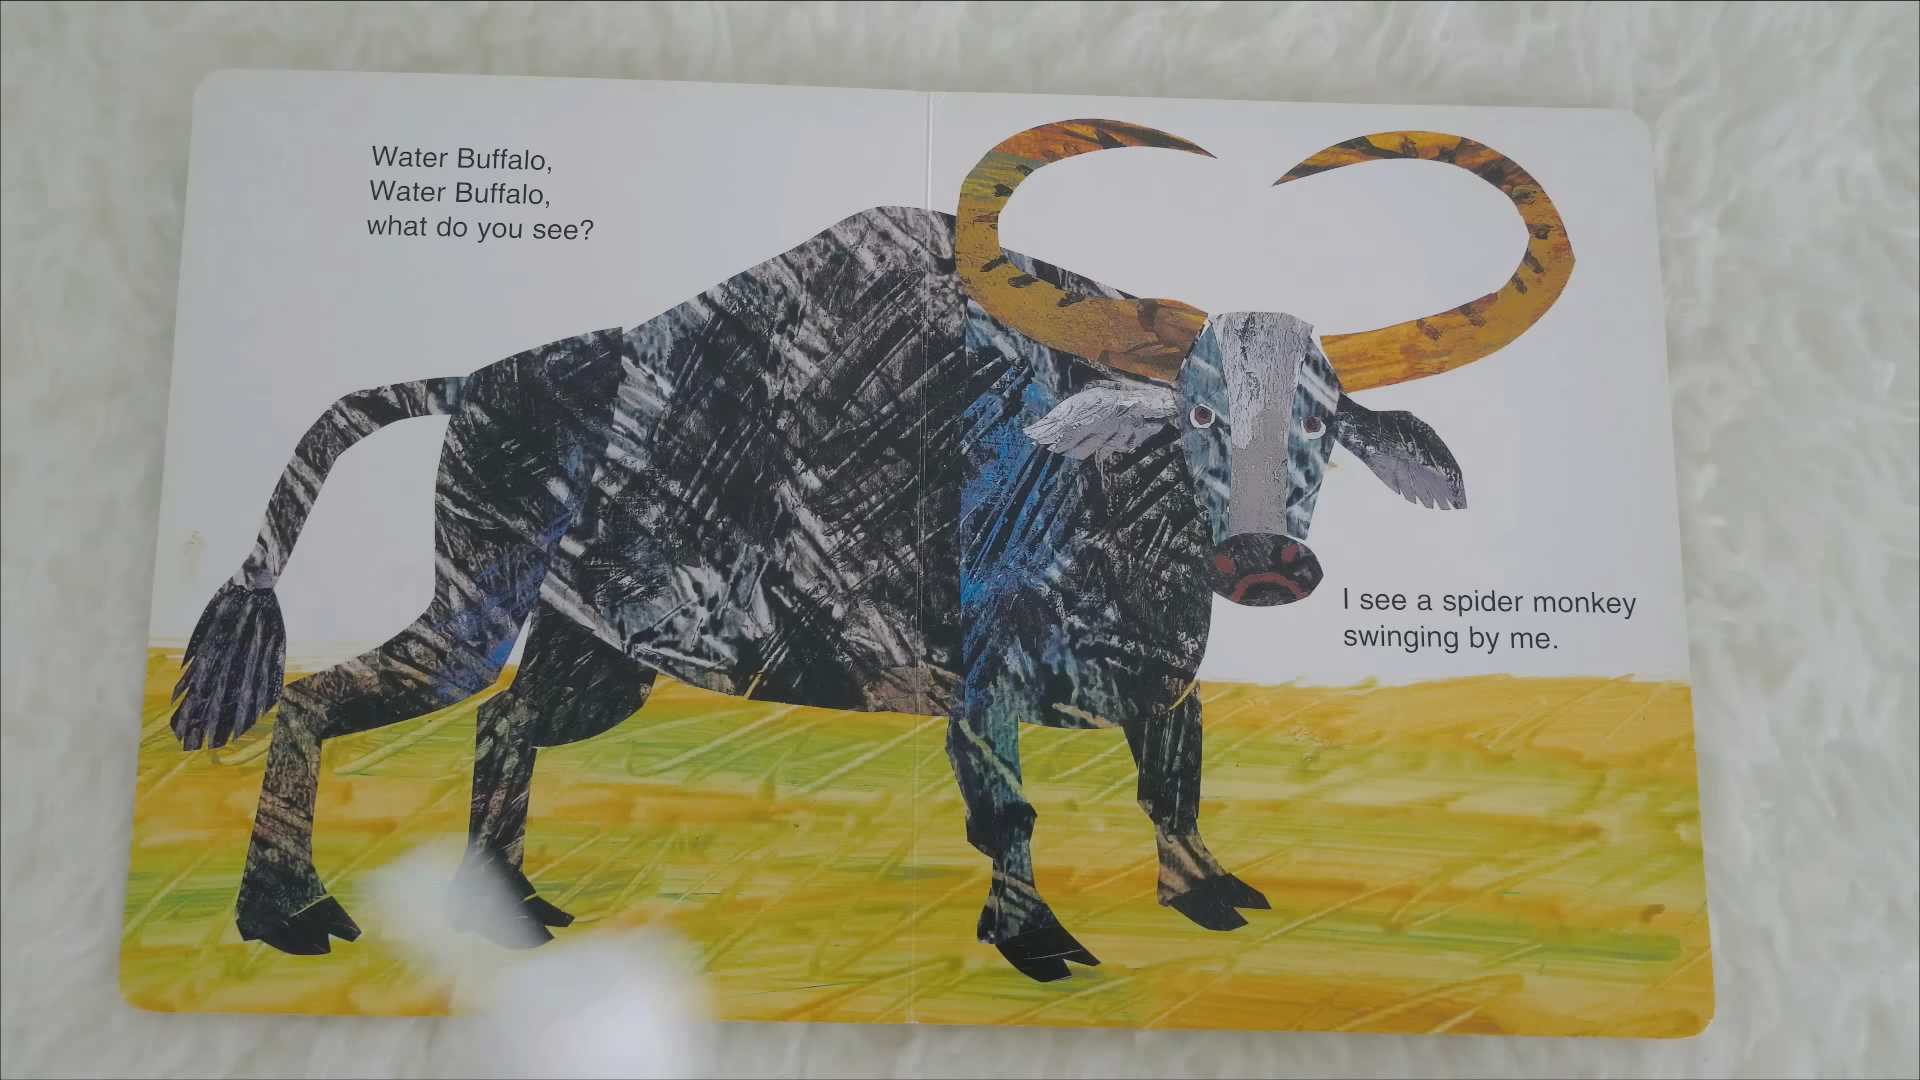 Water Buffalo,
Water Buffalo,
what do you see?
I see a spider monkey
swinging by me.